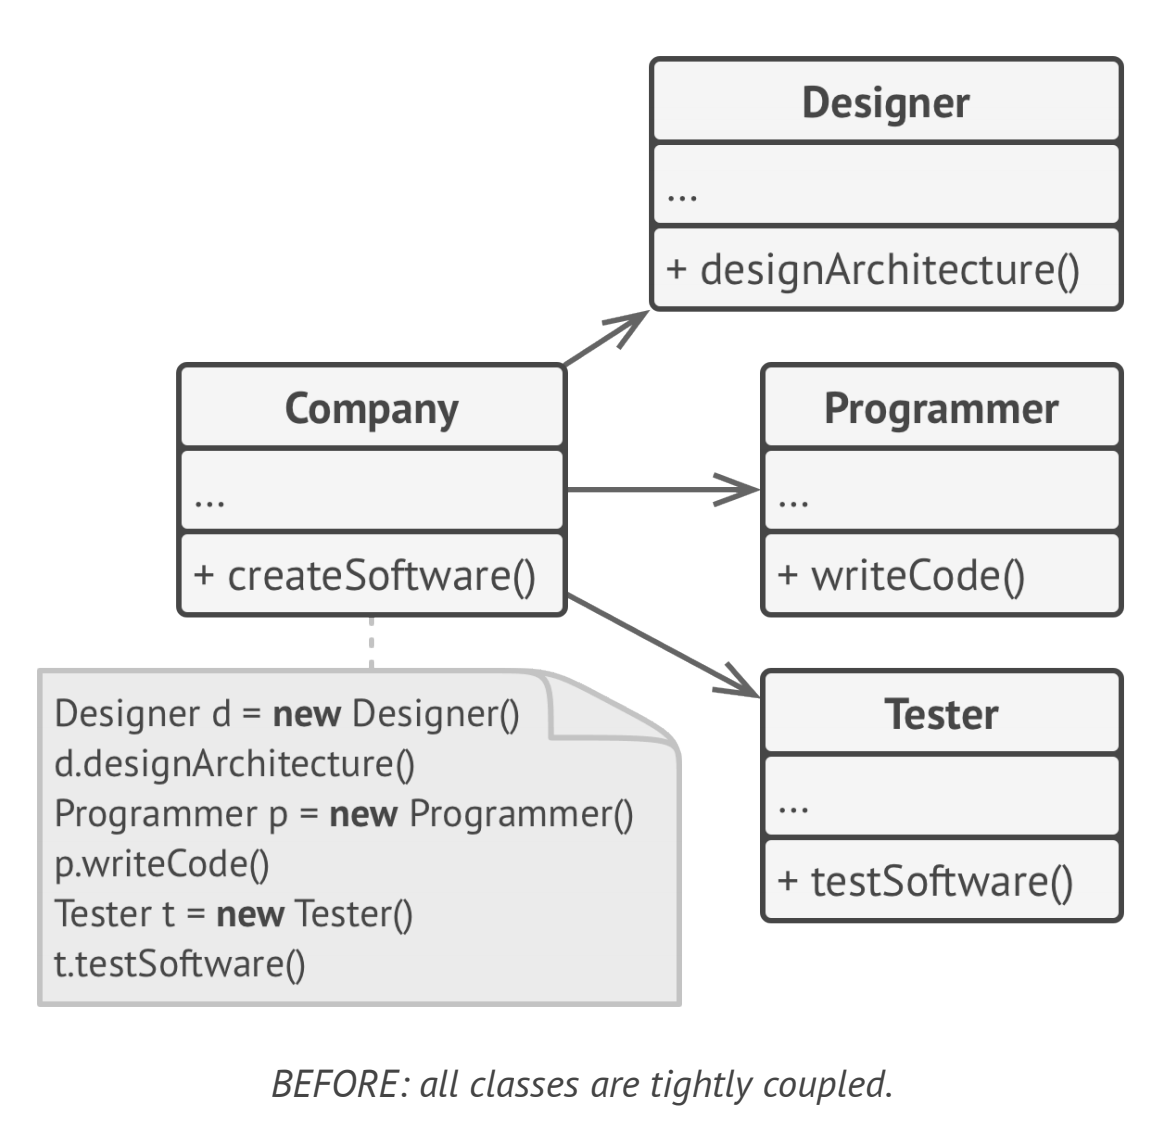 Designer
...
+ designArchitecture()
Company
...
+ createSoftware()
Programmer
...
+ writeCode()
Tester
...
+ testSoftware()
Designer d = new Designer()
d.designArchitecture()
Programmer p = new Programmer()
p.writeCode()
Tester t = new Tester()
t.testSoftware()
BEFORE: all classes are tightly coupled.